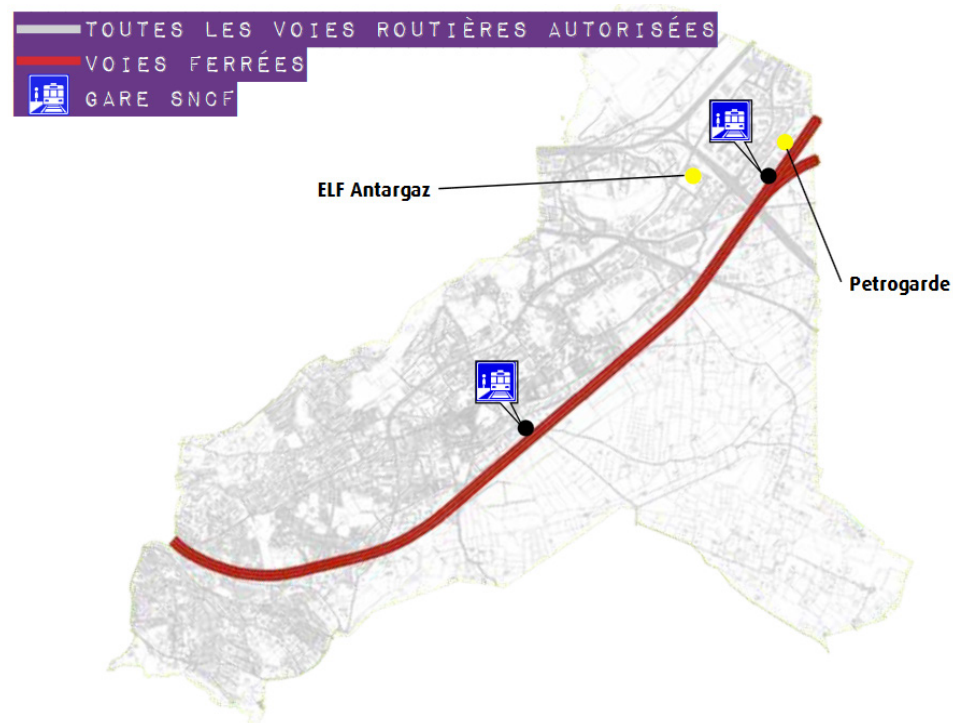 TOUTES LES VOIES ROUTIÈRES AUTORISÉES
VOIES FERRÉES
GARE SNCF
ELF Antargaz
Petrogarde